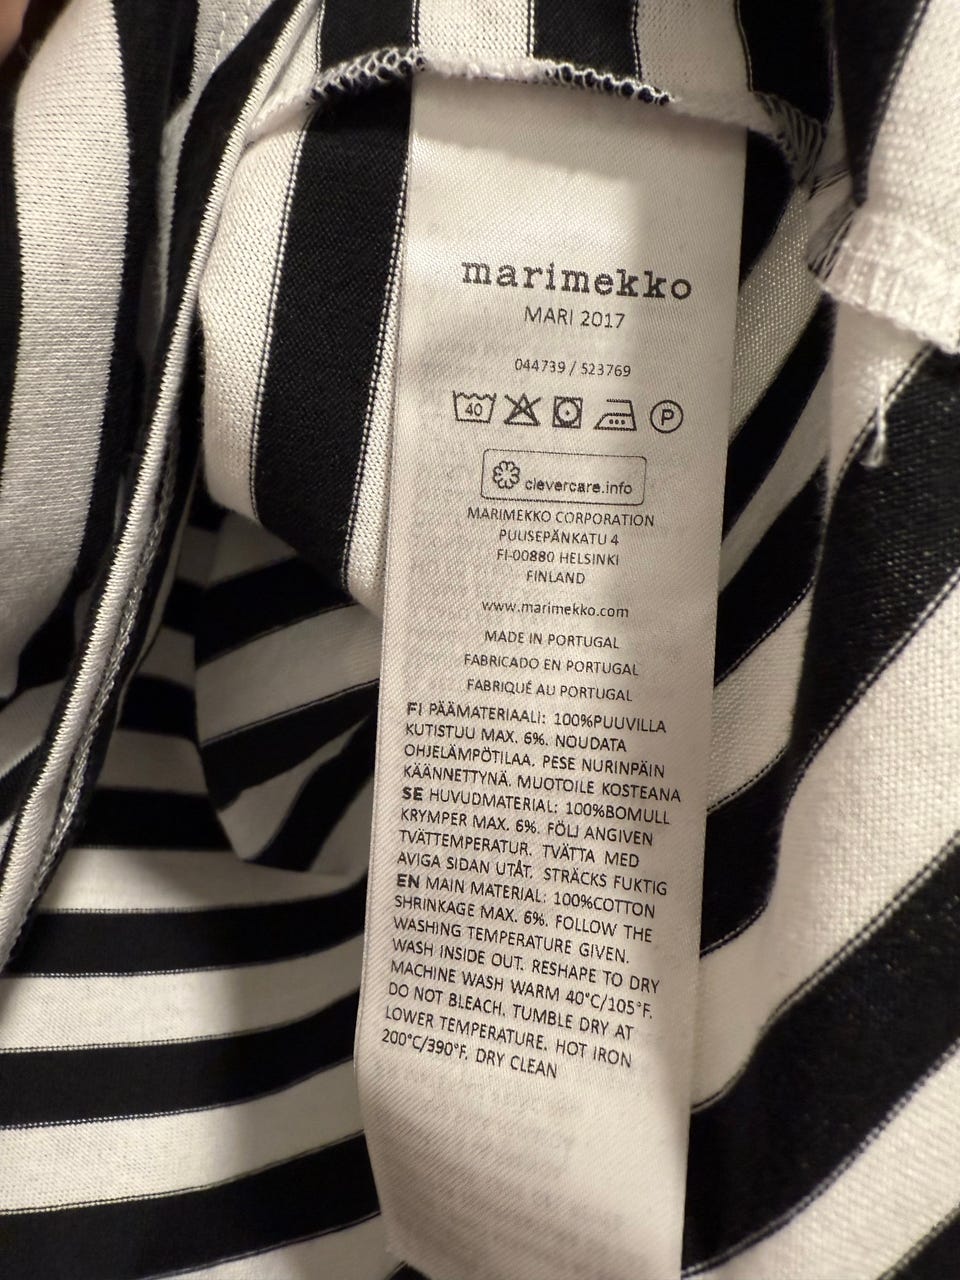 marimekko
MARI 2017
044739 / 523769
40 P
clevercare.info
MARIMEKKO CORPORATION
PUUSEPÄNKATU 4
FI-00880 HELSINKI
FINLAND
www.marimekko.com
MADE IN PORTUGAL
FABRICADO EN PORTUGAL
FABRIQUÉ AU PORTUGAL
FI PÄÄMATERIAALI: 100%PUUVILLA
KUTISTUU MAX. 6%. NOUDATA
OHJELÄMPÖTILAA. PESE NURINPÄIN
KÄÄNNETTYNÄ. MUOTOILE KOSTEANA
SE HUVUDMATERIAL: 100%BOMULL
KRYMPER MAX. 6%. FÖLJ ANGIVEN
TVÄTTEMPERATUR. TVÄTTA MED
AVIGA SIDAN UTÅT. STRÄCKS FUKTIG
EN MAIN MATERIAL: 100%COTTON
SHRINKAGE MAX. 6%. FOLLOW THE
WASHING TEMPERATURE GIVEN.
WASH INSIDE OUT. RESHAPE TO DRY
MACHINE WASH WARM 40°C/105°F.
DO NOT BLEACH. TUMBLE DRY AT
LOWER TEMPERATURE. HOT IRON
200°C/390°F. DRY CLEAN